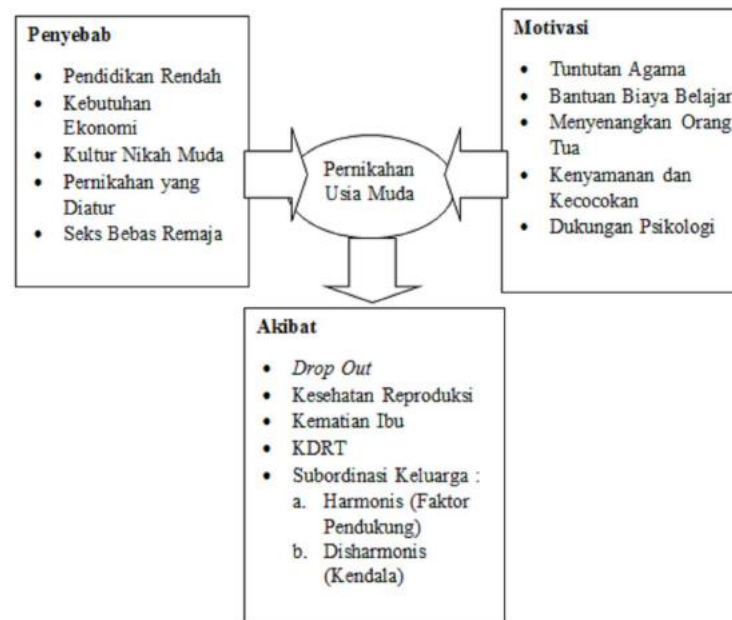 Penyebab
• Pendidikan Rendah
• Kebutuhan
Ekonomi
• Kultur Nikah Muda
• Pernikahan yang
Diatur
• Seks Bebas Remaja
Pernikahan
Usia Muda
Motivasi
• Tuntutan Agama
• Bantuan Biaya Belajar
• Menyenangkan Orang
Tua
• Kenyamanan dan
Kecocokan
• Dukungan Psikologi
Akibat
• Drop Out
• Kesehatan Reproduksi
• Kematian Ibu
• KDRT
• Subordinasi Keluarga :
a. Harmonis (Faktor
Pendukung)
b. Disharmonis
(Kendala)